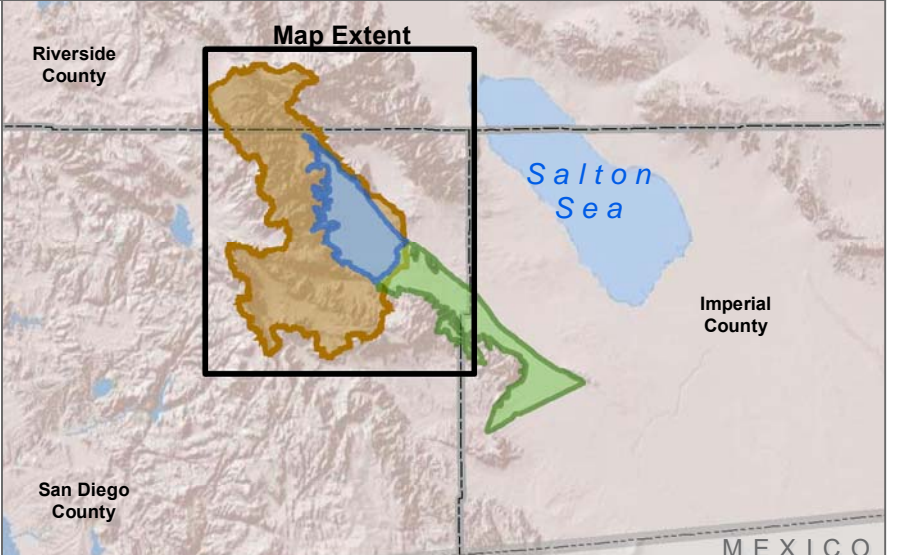 Map Extent
Riverside
County
Salton
Sea
Imperial
County
San Diego
County
MEXICO